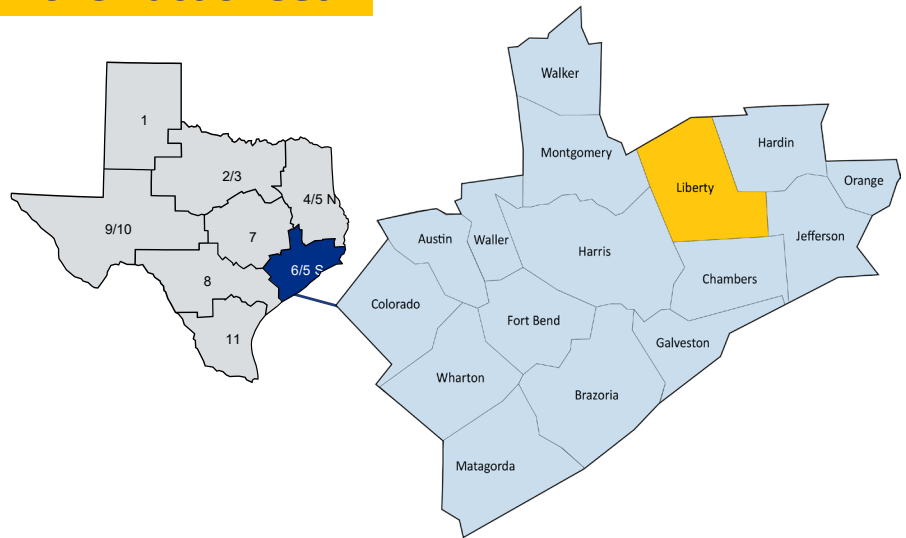 1
2/3
4/5 N
9/10
7
8
6/5 S
11
Walker
Montgomery
Hardin
Liberty
Orange
Austin
Waller
Harris
Jefferson
Chambers
Colorado
Fort Bend
Galveston
Wharton
Brazoria
Matagorda